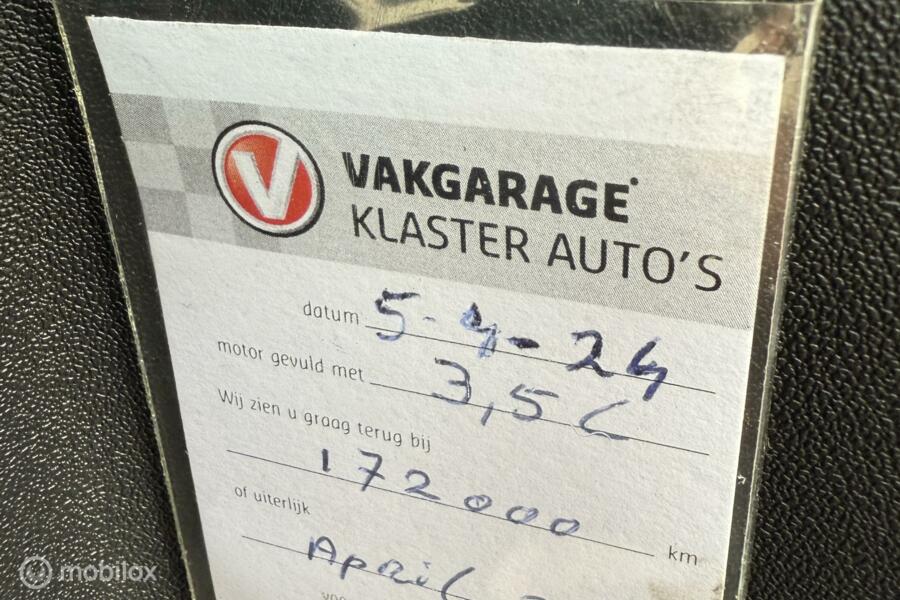 V VAKGARAGE
KLASTER AUTO'S
datum 5-4-24
motor gevuld met 3,5 L
Wij zien u graag terug bij
172000 km
of uiterlijk
April
mobilox